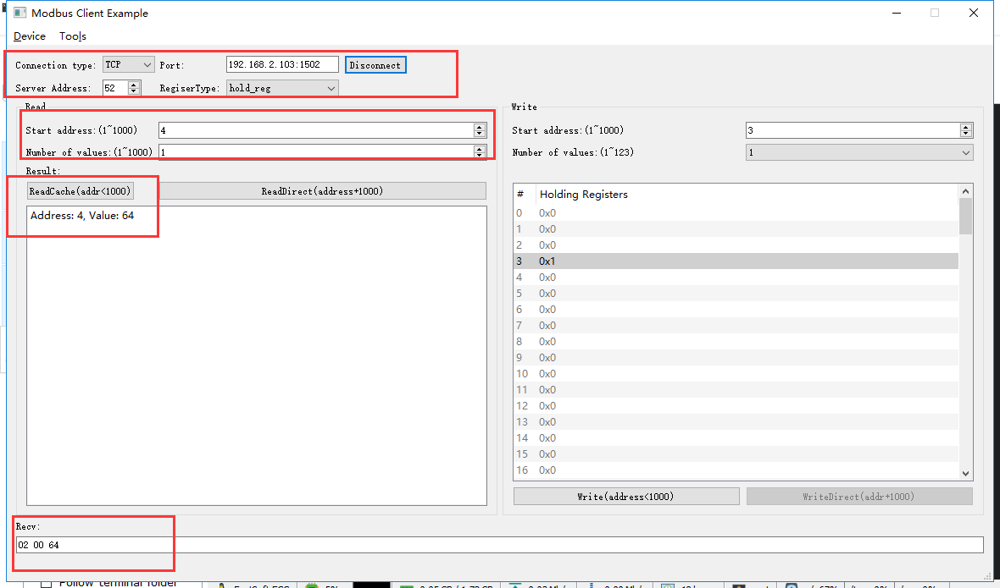 Modbus Client Example
Device Tools
Connection type: TCP Port: 192.168.2.103:1502 Disconnect
Server Address: 52 RegiserType: hold_reg
Read
Start address:(1~1000) 4
Number of values:(1~1000) 1
Result:
ReadCache(addr<1000) ReadDirect(address+1000)
Address: 4, Value: 64
Write
Start address:(1~1000) 3
Number of values:(1~123) 1
# Holding Registers
0 0x0
1 0x0
2 0x0
3 0x1
4 0x0
5 0x0
6 0x0
7 0x0
8 0x0
9 0x0
10 0x0
11 0x0
12 0x0
13 0x0
14 0x0
15 0x0
16 0x0
Write(address<1000) WriteDirect(addr+1000)
Recv:
02 00 64
Follow terminal folder